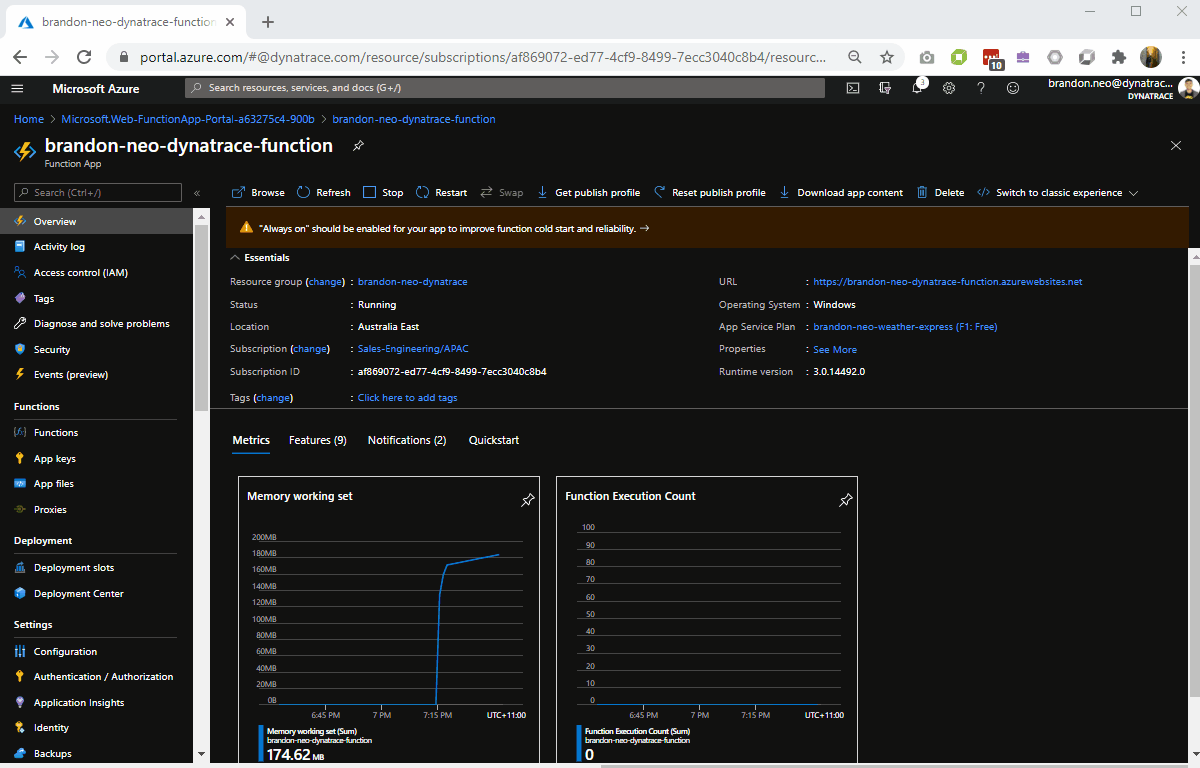 brandon-neo-dynatrace-function
portal.azure.com/#@dynatrace.com/resource/subscriptions/af869072-ed77-4cf9-8499-7ecc3040c8b4/resourc...
10
Microsoft Azure
Search resources, services, and docs (G+/)
3
brandon.neo@dynatrac...
DYNATRACE
Home > Microsoft.Web-FunctionApp-Portal-a63275c4-900b > brandon-neo-dynatrace-function
brandon-neo-dynatrace-function
Function App
Search (Ctrl+/)
«
Browse Refresh Stop Restart Swap Get publish profile Reset publish profile Download app content Delete Switch to classic experience
Overview
Activity log
Access control (IAM)
Tags
Diagnose and solve problems
Security
Events (preview)
Functions
Functions
App keys
App files
Proxies
Deployment
Deployment slots
Deployment Center
Settings
Configuration
Authentication / Authorization
Application Insights
Identity
Backups
"Always on" should be enabled for your app to improve function cold start and reliability. →
Essentials
Resource group (change) : brandon-neo-dynatrace
Status : Running
Location : Australia East
Subscription (change) : Sales-Engineering/APAC
Subscription ID : af869072-ed77-4cf9-8499-7ecc3040c8b4
Tags (change) : Click here to add tags
URL : https://brandon-neo-dynatrace-function.azurewebsites.net
Operating System : Windows
App Service Plan : brandon-neo-weather-express (F1: Free)
Properties : See More
Runtime version : 3.0.14492.0
Metrics Features (9) Notifications (2) Quickstart
Memory working set
200MB
180MB
160MB
140MB
120MB
100MB
80MB
60MB
40MB
20MB
0B
6:45 PM 7 PM 7:15 PM UTC+11:00
Memory working set (Sum)
brandon-neo-dynatrace-function
174.62 MB
Function Execution Count
100
90
80
70
60
50
40
30
20
10
0
6:45 PM 7 PM 7:15 PM UTC+11:00
Function Execution Count (Sum)
brandon-neo-dynatrace-function
0